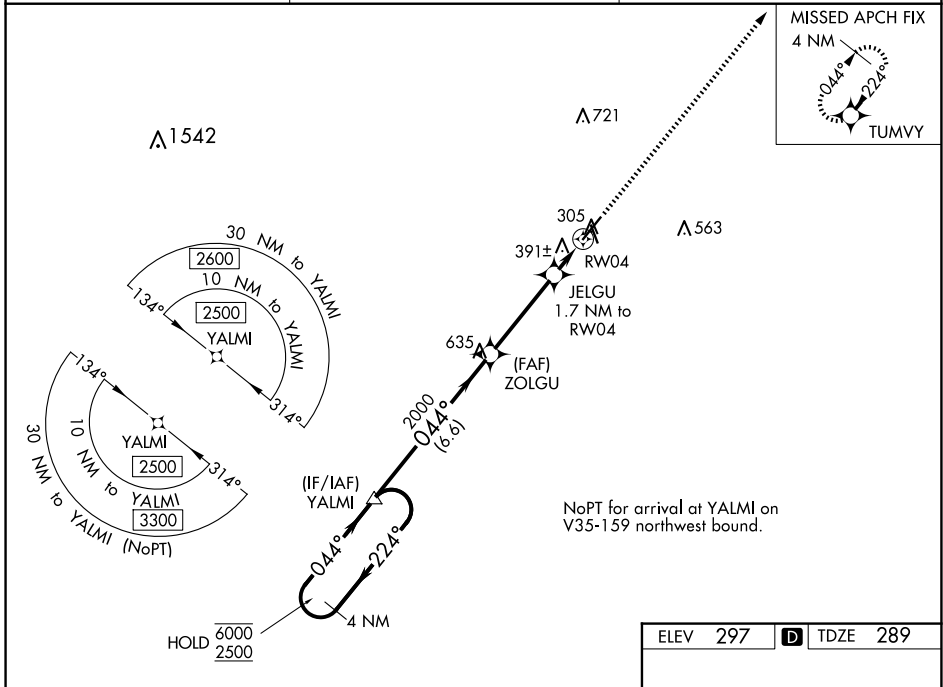 MISSED APCH FIX
4 NM
044°
224°
TUMVY
1542
721
563
305
391±
RW04
JELGU
1.7 NM to
RW04
635
(FAF)
ZOLGU
2000
044°
(6.6)
30 NM to YALMI
2600
10 NM to YALMI
2500
134°
YALMI
314°
134°
YALMI
2500
314°
10 NM to YALMI
3300
30 NM to YALMI (NoPT)
(IF/IAF)
YALMI
044°
224°
4 NM
HOLD 6000
2500
NoPT for arrival at YALMI on
V35-159 northwest bound.
ELEV 297 D TDZE 289